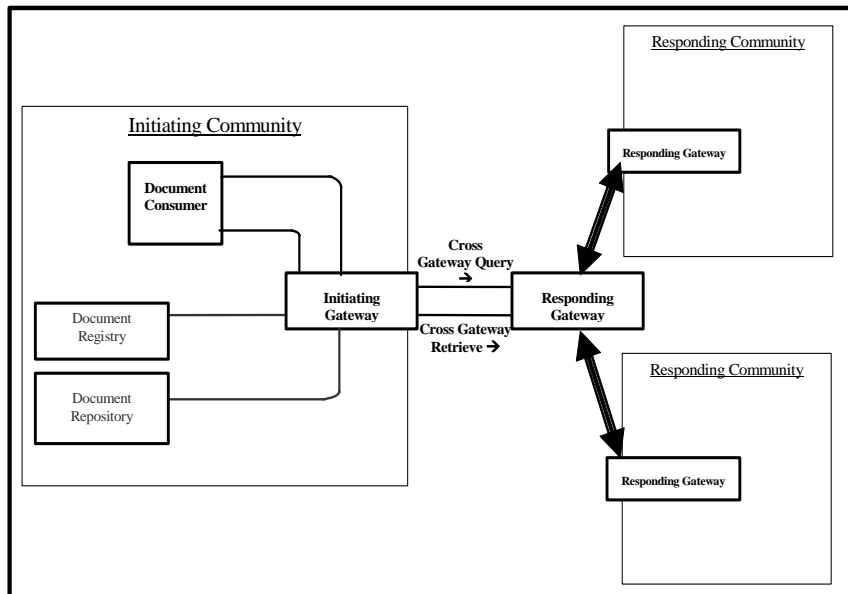 Initiating Community
Document
Consumer
Document
Registry
Document
Repository
Initiating
Gateway
Cross
Gateway Query
→
Cross Gateway
Retrieve →
Responding
Gateway
Responding Community
Responding Gateway
Responding Community
Responding Gateway